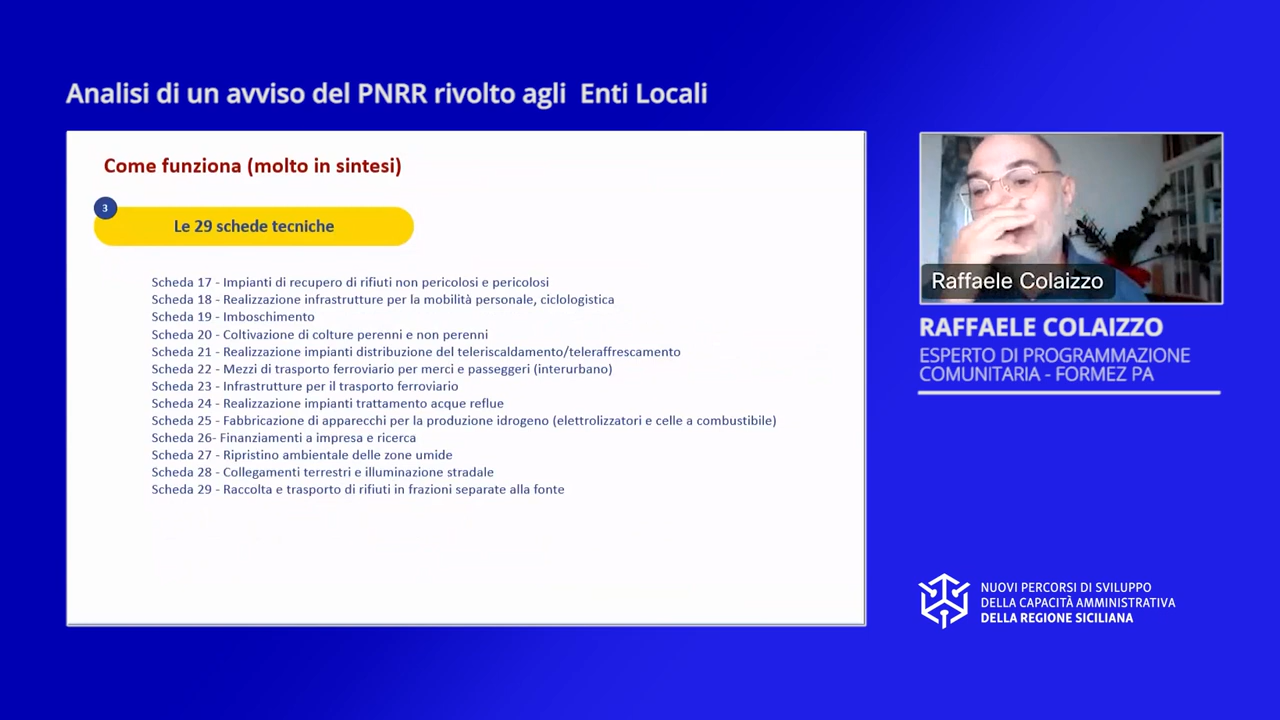 Analisi di un avviso del PNRR rivolto agli Enti Locali
Come funziona (molto in sintesi)
3
Le 29 schede tecniche
Scheda 17 - Impianti di recupero di rifiuti non pericolosi e pericolosi
Scheda 18 - Realizzazione infrastrutture per la mobilità personale, ciclologistica
Scheda 19 - Imboschimento
Scheda 20 - Coltivazione di colture perenni e non perenni
Scheda 21 - Realizzazione impianti distribuzione del teleriscaldamento/teleraffrescamento
Scheda 22 - Mezzi di trasporto ferroviario per merci e passeggeri (interurbano)
Scheda 23 - Infrastrutture per il trasporto ferroviario
Scheda 24 - Realizzazione impianti trattamento acque reflue
Scheda 25 - Fabbricazione di apparecchi per la produzione idrogeno (elettrolizzatori e celle a combustibile)
Scheda 26- Finanziamenti a impresa e ricerca
Scheda 27 - Ripristino ambientale delle zone umide
Scheda 28 - Collegamenti terrestri e illuminazione stradale
Scheda 29 - Raccolta e trasporto di rifiuti in frazioni separate alla fonte
Raffaele Colaizzo
RAFFAELE COLAIZZO
ESPERTO DI PROGRAMMAZIONE
COMUNITARIA - FORMEZ PA
NUOVI PERCORSI DI SVILUPPO
DELLA CAPACITÀ AMMINISTRATIVA
DELLA REGIONE SICILIANA